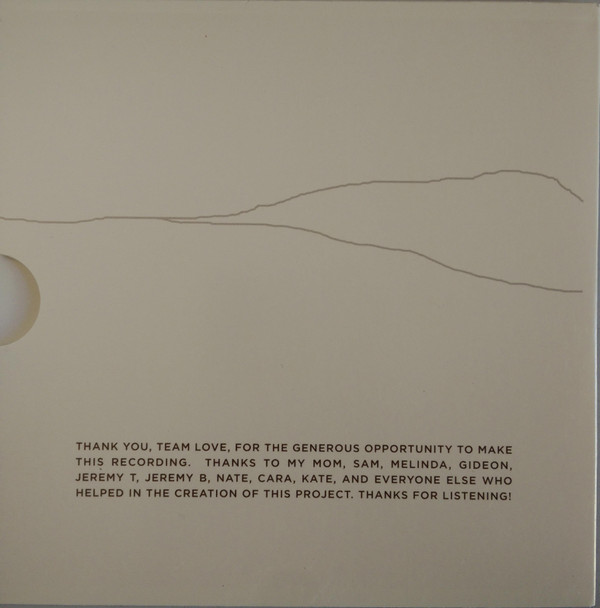 THANK YOU, TEAM LOVE, FOR THE GENEROUS OPPORTUNITY TO MAKE
THIS RECORDING. THANKS TO MY MOM, SAM, MELINDA, GIDEON,
JEREMY T, JEREMY B, NATE, CARA, KATE, AND EVERYONE ELSE WHO
HELPED IN THE CREATION OF THIS PROJECT. THANKS FOR LISTENING!